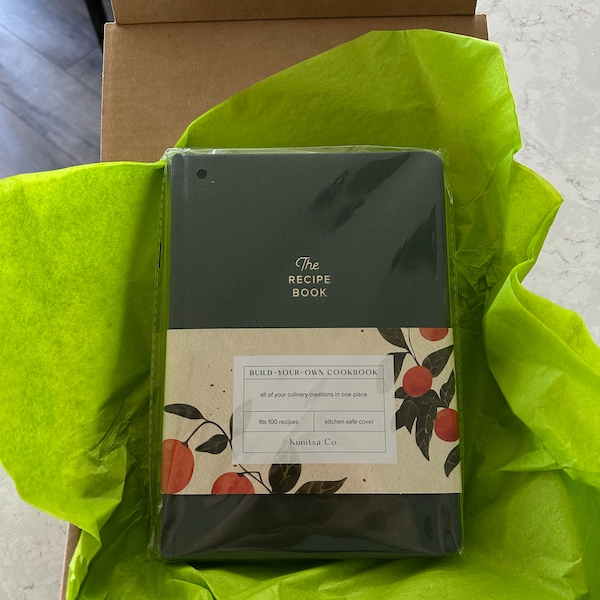 The
RECIPE
BOOK
BUILD-YOUR-OWN COOKBOOK
all of your culinary creations in one place
fits 100 recipes
kitchen-safe cover
Kunitsa Co.